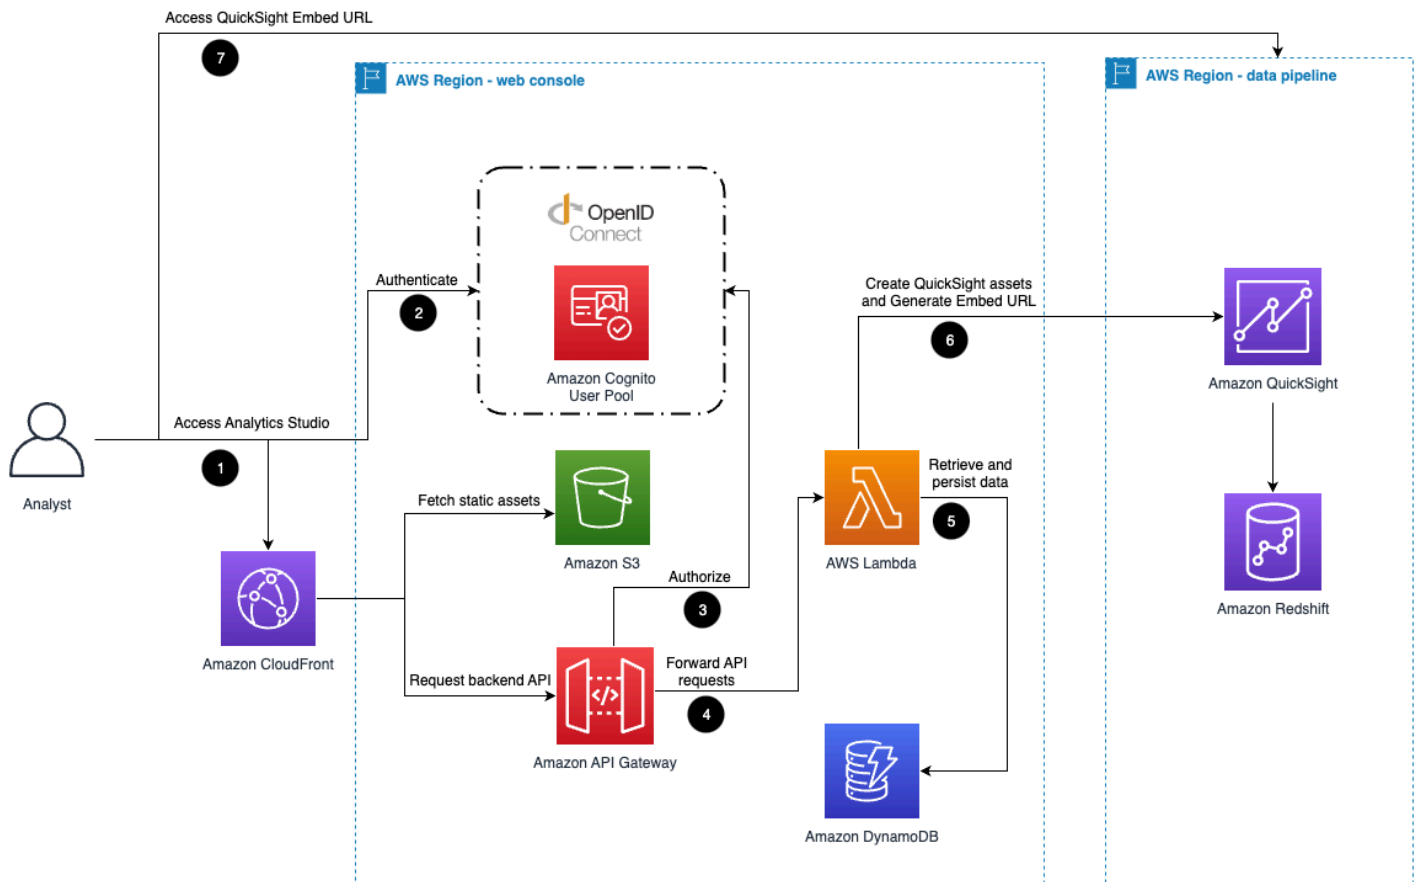 Access QuickSight Embed URL
7
AWS Region - web console
AWS Region - data pipeline
OpenID
Connect
Authenticate
2
Amazon Cognito
User Pool
Create QuickSight assets
and Generate Embed URL
6
Amazon QuickSight
Access Analytics Studio
1
Analyst
Fetch static assets
Amazon S3
Retrieve and
persist data
5
AWS Lambda
Authorize
3
Amazon Redshift
Amazon CloudFront
Request backend API
Forward API
requests
4
</>
Amazon API Gateway
Amazon DynamoDB